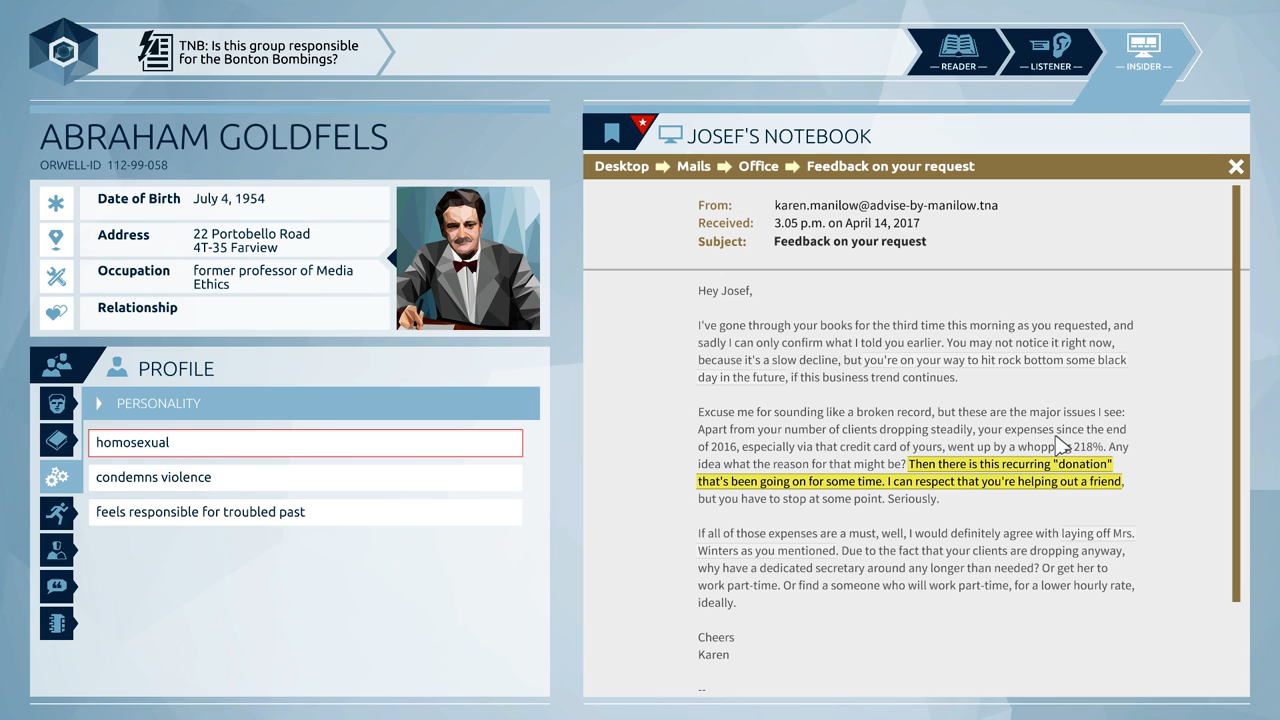 TNB: Is this group responsible
for the Bonton Bombings?
— READER —
— LISTENER —
— INSIDER —
ABRAHAM GOLDFELS
ORWELL-ID 112-99-058
Date of Birth July 4, 1954
Address 22 Portobello Road
4T-35 Farview
Occupation former professor of Media
Ethics
Relationship
PROFILE
PERSONALITY
homosexual
condemns violence
feels responsible for troubled past
JOSEF'S NOTEBOOK
Desktop Mails Office Feedback on your request
From: karen.manilow@advise-by-manilow.tna
Received: 3.05 p.m. on April 14, 2017
Subject: Feedback on your request
Hey Josef,
I've gone through your books for the third time this morning as you requested, and
sadly I can only confirm what I told you earlier. You may not notice it right now,
because it's a slow decline, but you're on your way to hit rock bottom some black
day in the future, if this business trend continues.
Excuse me for sounding like a broken record, but these are the major issues I see:
Apart from your number of clients dropping steadily, your expenses since the end
of 2016, especially via that credit card of yours, went up by a 218%. Any
idea what the reason for that might be? Then there is this recurring "donation"
that's been going on for some time. I can respect that you're helping out a friend,
but you have to stop at some point. Seriously.
If all of those expenses are a must, well, I would definitely agree with laying off Mrs.
Winters as you mentioned. Due to the fact that your clients are dropping anyway,
why have a dedicated secretary around any longer than needed? Or get her to
work part-time. Or find a someone who will work part-time, for a lower hourly rate,
ideally.
Cheers
Karen
--